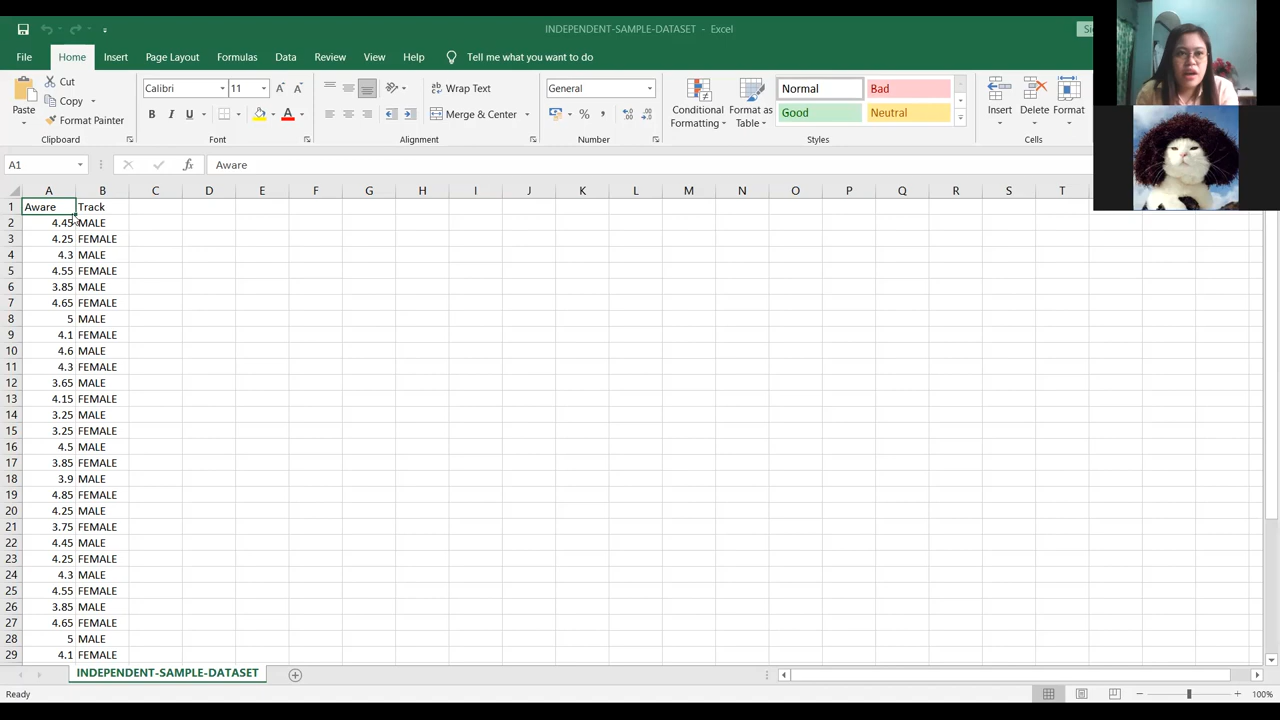 INDEPENDENT-SAMPLE-DATASET - Excel
File Home Insert Page Layout Formulas Data Review View Help Tell me what you want to do
Paste
Cut
Copy
Format Painter
Clipboard
Calibri 11
B I U A
Font
Wrap Text
Merge & Center
Alignment
General
%
Number
Conditional Formatting
Format as Table
Normal Bad
Good Neutral
Styles
Insert Delete Format
Cells
A1 fx Aware
A B C D E F G H I J K L M N O P Q R S T
1 Aware Track
2 4.45 MALE
3 4.25 FEMALE
4 4.3 MALE
5 4.55 FEMALE
6 3.85 MALE
7 4.65 FEMALE
8 5 MALE
9 4.1 FEMALE
10 4.6 MALE
11 4.3 FEMALE
12 3.65 MALE
13 4.15 FEMALE
14 3.25 MALE
15 3.25 FEMALE
16 4.5 MALE
17 3.85 FEMALE
18 3.9 MALE
19 4.85 FEMALE
20 4.25 MALE
21 3.75 FEMALE
22 4.45 MALE
23 4.25 FEMALE
24 4.3 MALE
25 4.55 FEMALE
26 3.85 MALE
27 4.65 FEMALE
28 5 MALE
29 4.1 FEMALE
INDEPENDENT-SAMPLE-DATASET
Ready 100%